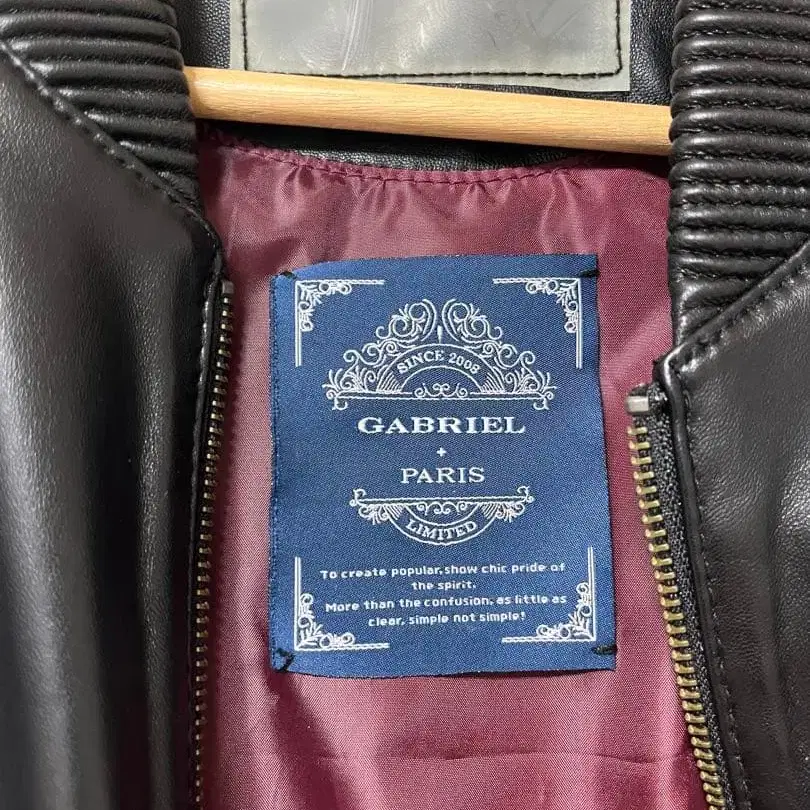 SINCE 2008
GABRIEL
+
PARIS
LIMITED
To create popular,show chic pride of
the spirit.
More than the confusion, as little as
clear, simple not simple!